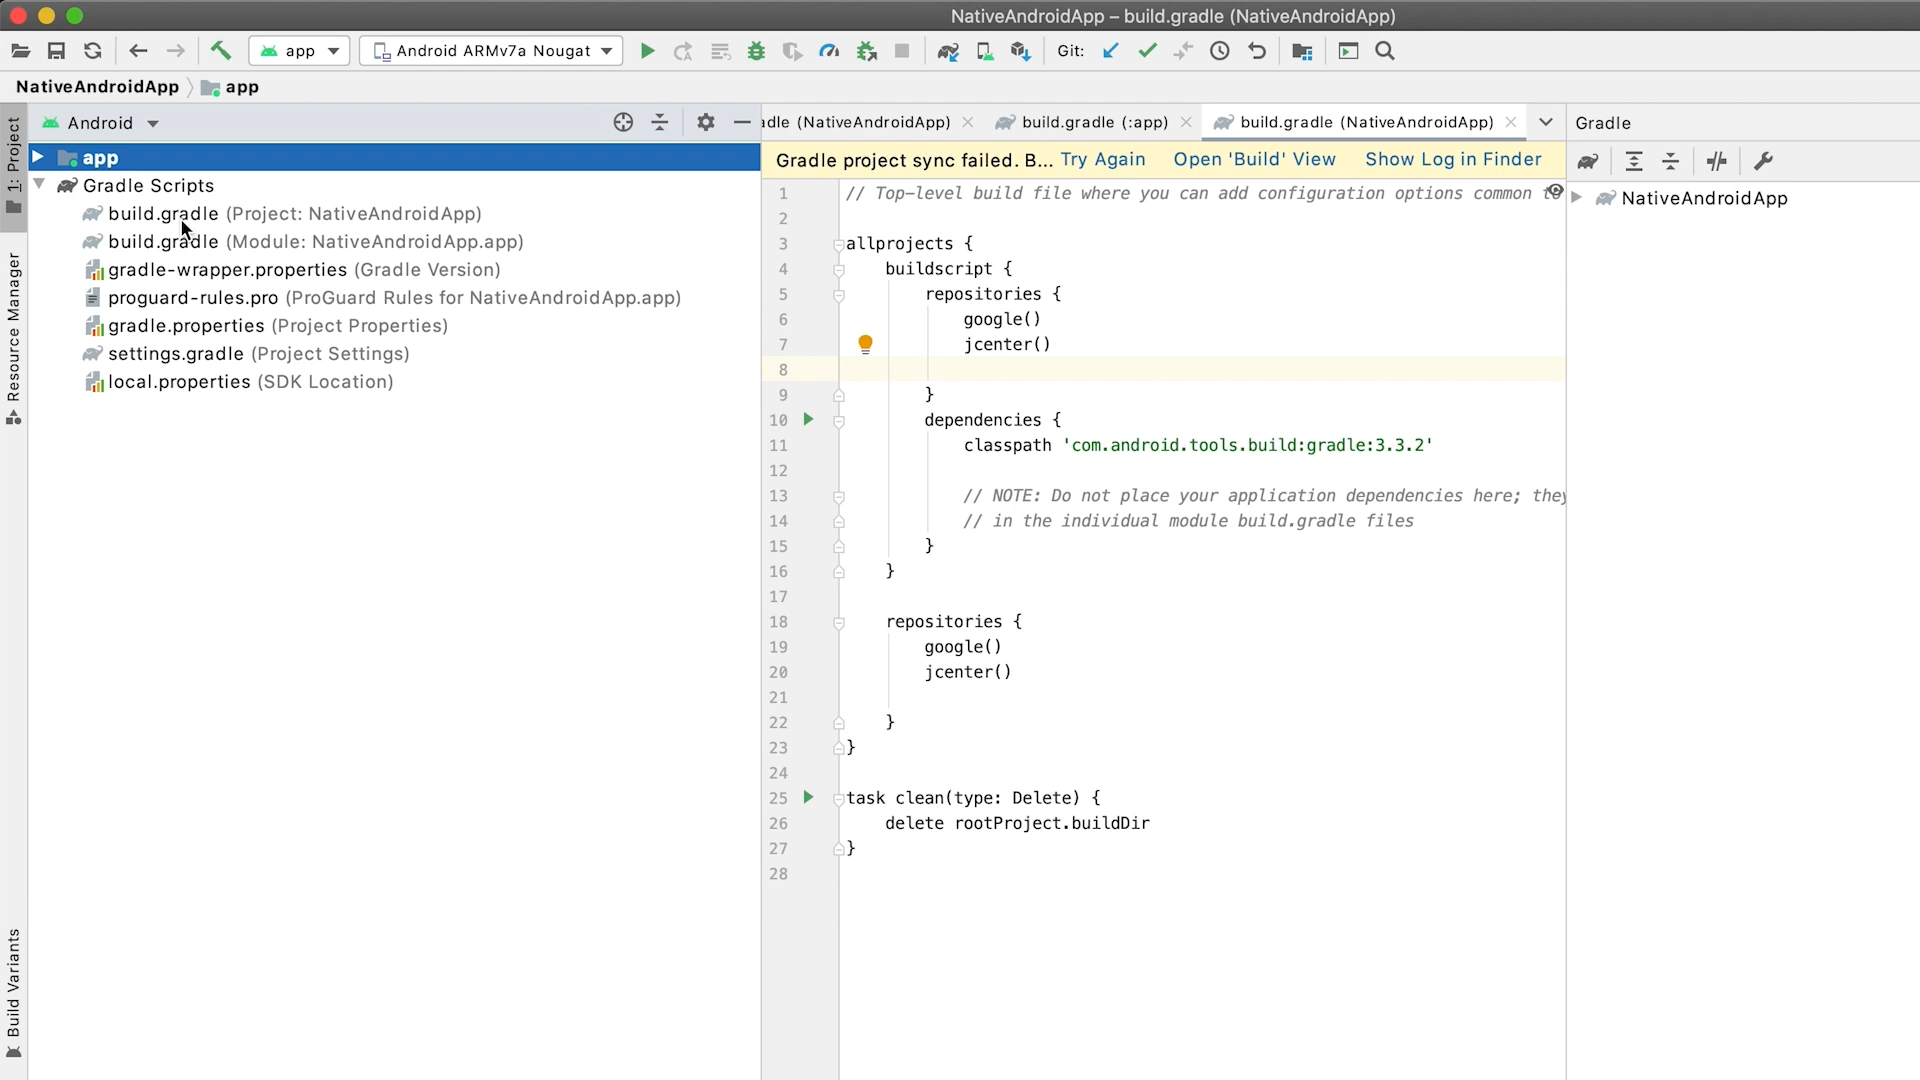 NativeAndroidApp – build.gradle (NativeAndroidApp)
app
Android ARMv7a Nougat
Git:
NativeAndroidApp
app
1: Project
Resource Manager
Build Variants
Android
app
Gradle Scripts
build.gradle (Project: NativeAndroidApp)
build.gradle (Module: NativeAndroidApp.app)
gradle-wrapper.properties (Gradle Version)
proguard-rules.pro (ProGuard Rules for NativeAndroidApp.app)
gradle.properties (Project Properties)
settings.gradle (Project Settings)
local.properties (SDK Location)
adle (NativeAndroidApp)
build.gradle (:app)
build.gradle (NativeAndroidApp)
Gradle project sync failed. B... Try Again Open 'Build' View Show Log in Finder
1 // Top-level build file where you can add configuration options common to
2
3 allprojects {
4 buildscript {
5 repositories {
6 google()
7 jcenter()
8
9 }
10 dependencies {
11 classpath 'com.android.tools.build:gradle:3.3.2'
12
13 // NOTE: Do not place your application dependencies here; they
14 // in the individual module build.gradle files
15 }
16 }
17
18 repositories {
19 google()
20 jcenter()
21
22 }
23 }
24
25 task clean(type: Delete) {
26 delete rootProject.buildDir
27 }
28
Gradle
NativeAndroidApp